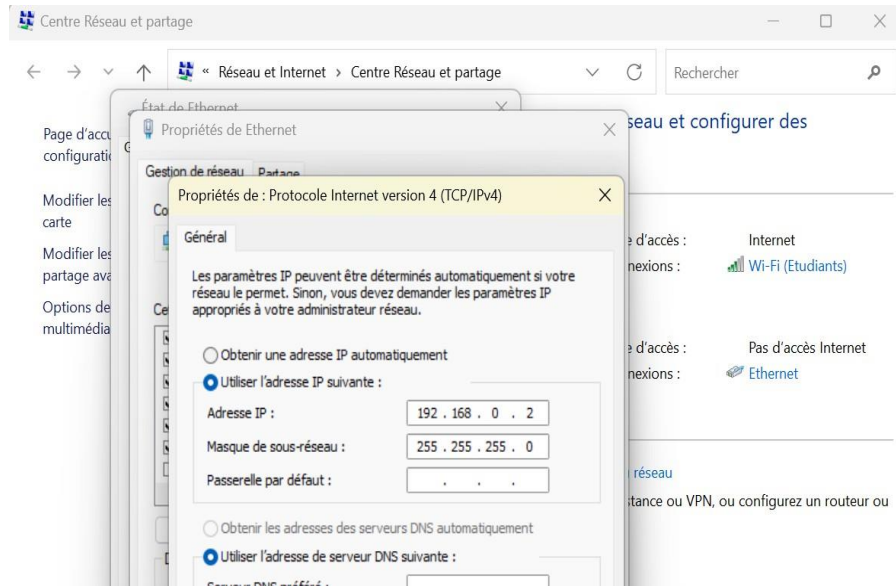 Centre Réseau et partage
« Réseau et Internet › Centre Réseau et partage
Rechercher
État de Ethernet
Page d'accu
configuratio
Propriétés de Ethernet
seau et configurer des
Gestion de réseau Partage
Modifier les
carte
Propriétés de : Protocole Internet version 4 (TCP/IPv4)
Général
Modifier les
partage ava
Options de
multimédia
Les paramètres IP peuvent être déterminés automatiquement si votre
réseau le permet. Sinon, vous devez demander les paramètres IP
appropriés à votre administrateur réseau.
Obtenir une adresse IP automatiquement
Utiliser l'adresse IP suivante :
Adresse IP : 192 . 168 . 0 . 2
Masque de sous-réseau : 255 . 255 . 255 . 0
Passerelle par défaut : . . .
Obtenir les adresses des serveurs DNS automatiquement
Utiliser l'adresse de serveur DNS suivante :
Serveur DNS préféré :
e d'accès : Internet
nexions : Wi-Fi (Etudiants)
e d'accès : Pas d'accès Internet
nexions : Ethernet
réseau
stance ou VPN, ou configurez un routeur ou